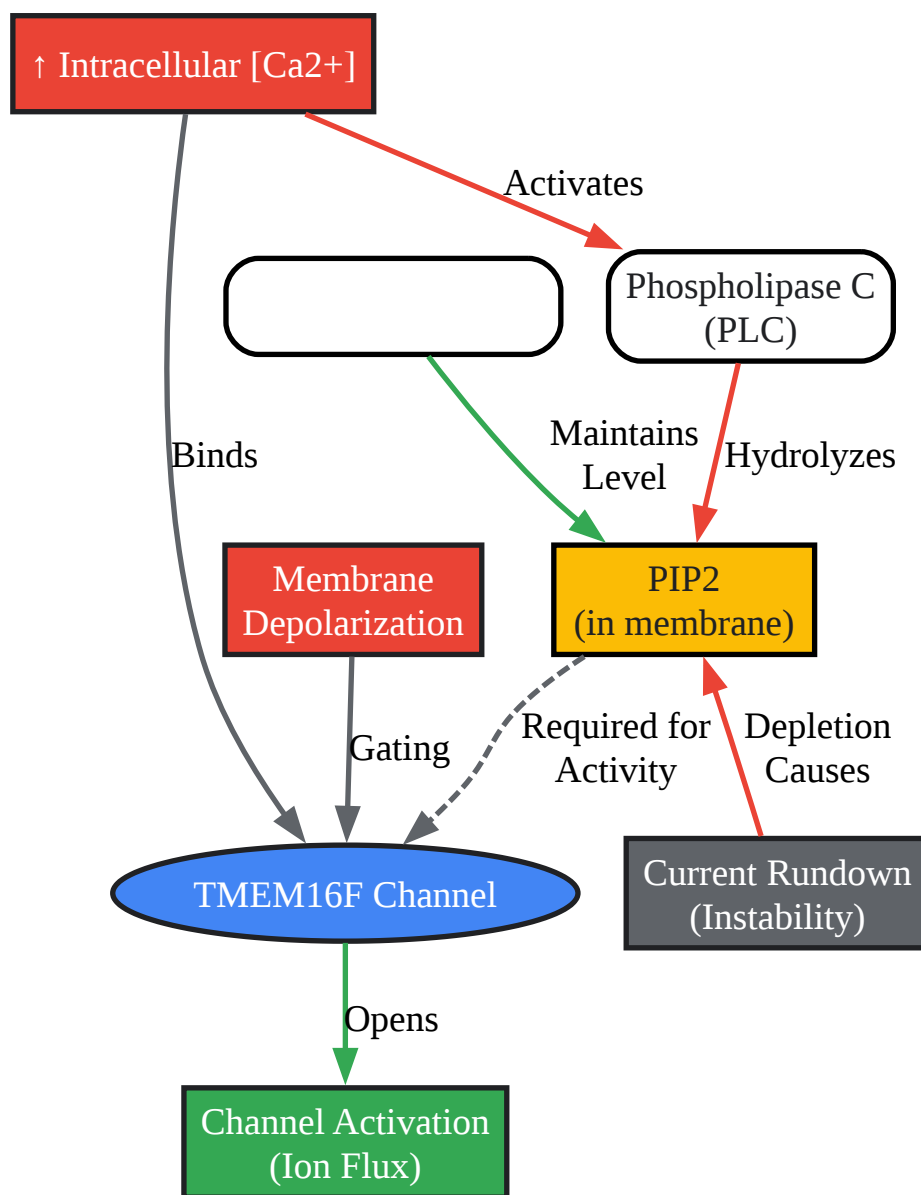 ↑ Intracellular [Ca2+]
Activates
Phospholipase C
(PLC)
Binds
Maintains
Level
Hydrolyzes
Membrane
Depolarization
PIP2
(in membrane)
Gating
Required for
Activity
Depletion
Causes
TMEM16F Channel
Current Rundown
(Instability)
Opens
Channel Activation
(Ion Flux)